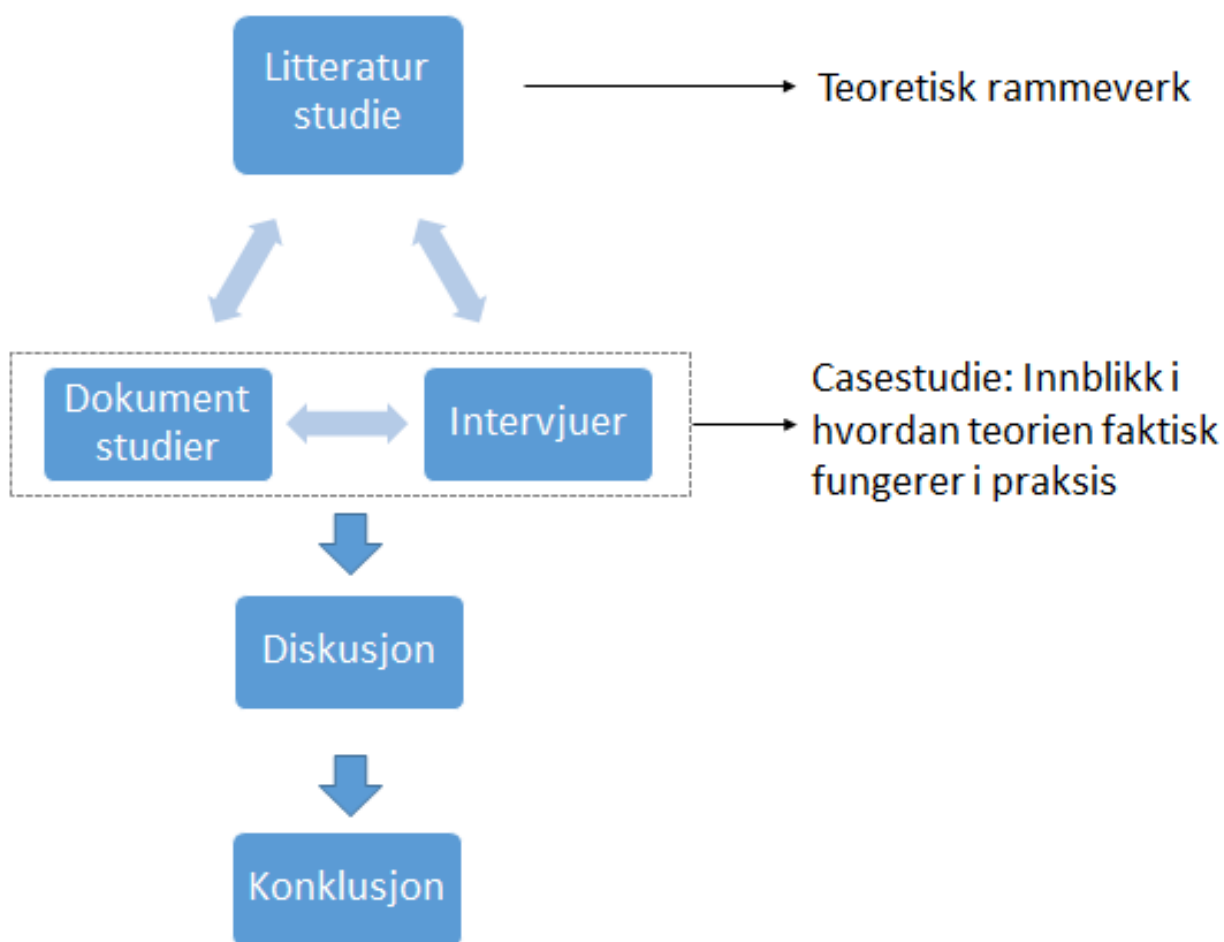 Litteratur
studie
Teoretisk rammeverk
Dokument
studier
Intervjuer
Casestudie: Innblikk i
hvordan teorien faktisk
fungerer i praksis
Diskusjon
Konklusjon